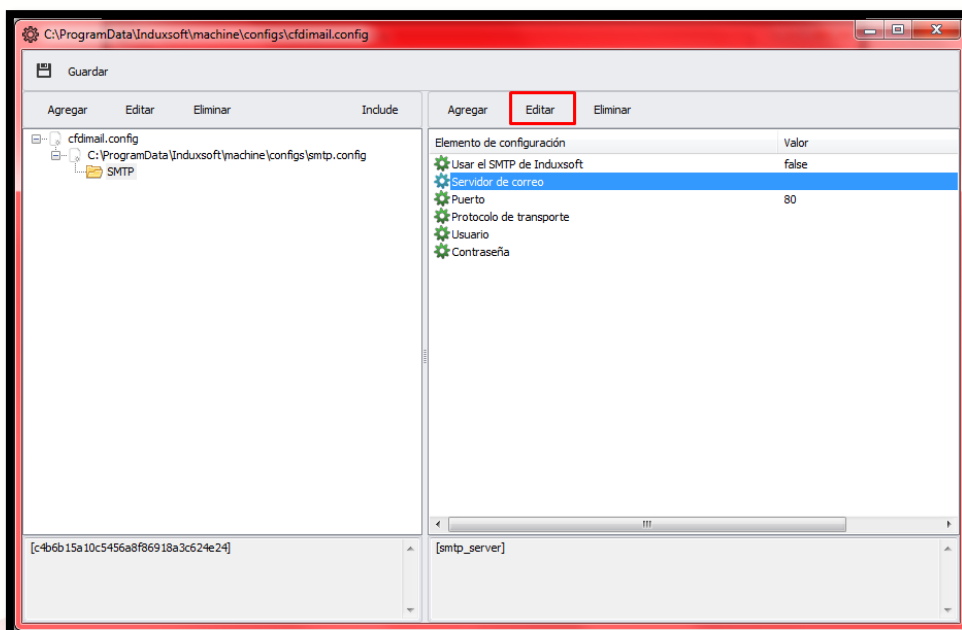 C:\ProgramData\Induxsoft\machine\configs\cfdimail.config
Guardar
Agregar Editar Eliminar Include
cfdimail.config
C:\ProgramData\Induxsoft\machine\configs\smtp.config
SMTP
[c4b6b15a10c5456a8f86918a3c624e24]
Agregar Editar Eliminar
Elemento de configuración Valor
Usar el SMTP de Induxsoft false
Servidor de correo
Puerto 80
Protocolo de transporte
Usuario
Contraseña
[smtp_server]